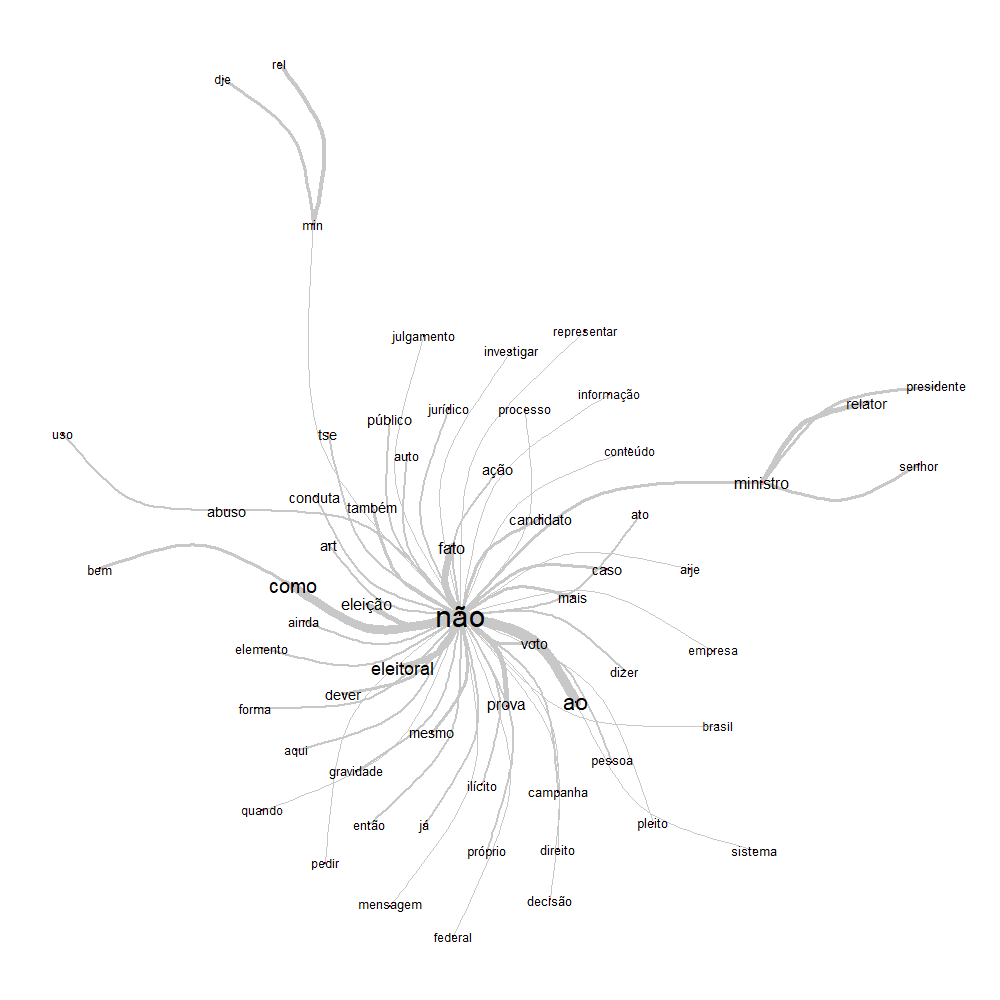 rel
dje
min
representar
julgamento
investigar
presidente
informação
relator
jurídico
processo
público
uso
tse
conteúdo
auto
senhor
ação
ministro
conduta
também
abuso
ato
candidato
art
fato
bem
caso
aije
como
mais
eleição
não
ainda
voto
elemento
empresa
eleitoral
dizer
dever
ao
prova
forma
brasil
mesmo
aqui
pessoa
gravidade
ilícito
campanha
quando
pleito
então
já
próprio
direito
sistema
pedir
decisão
mensagem
federal